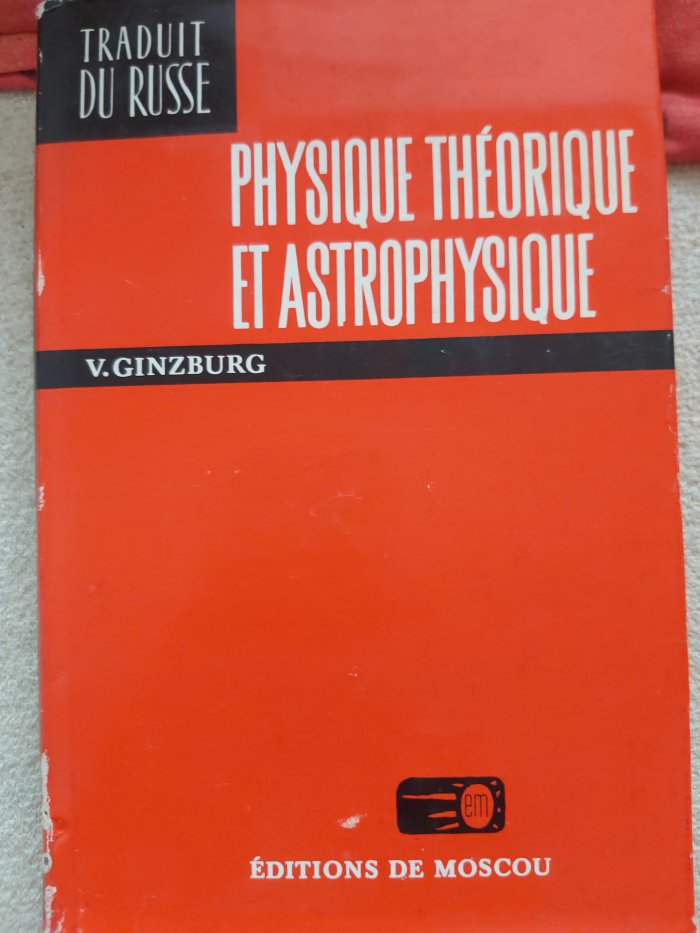 TRADUIT
DU RUSSE
PHYSIQUE THÉORIQUE
ET ASTROPHYSIQUE
V. GINZBURG
em
ÉDITIONS DE MOSCOU